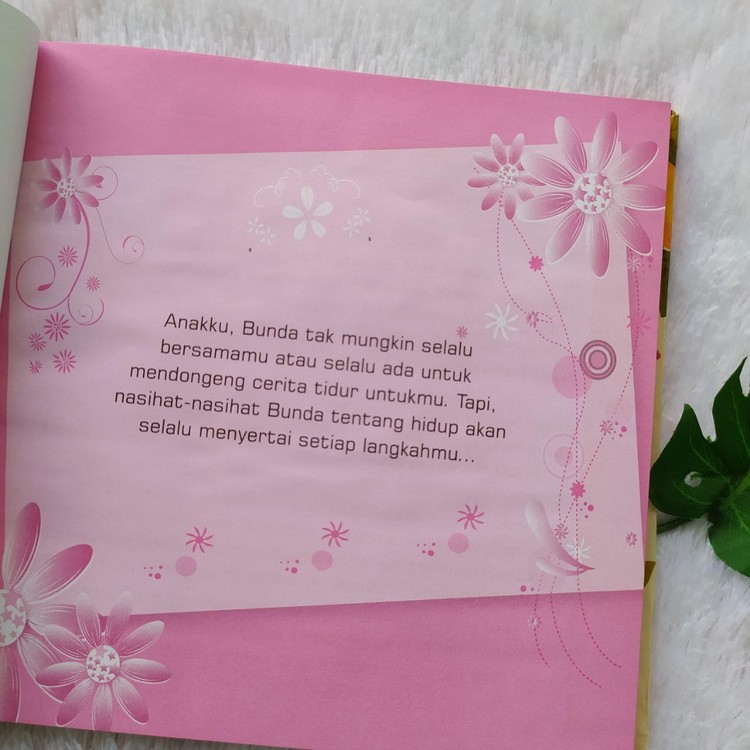 Anakku, Bunda tak mungkin selalu
bersamamu atau selalu ada untuk
mendongeng cerita tidur untukmu. Tapi,
nasihat-nasihat Bunda tentang hidup akan
selalu menyertai setiap langkahmu...